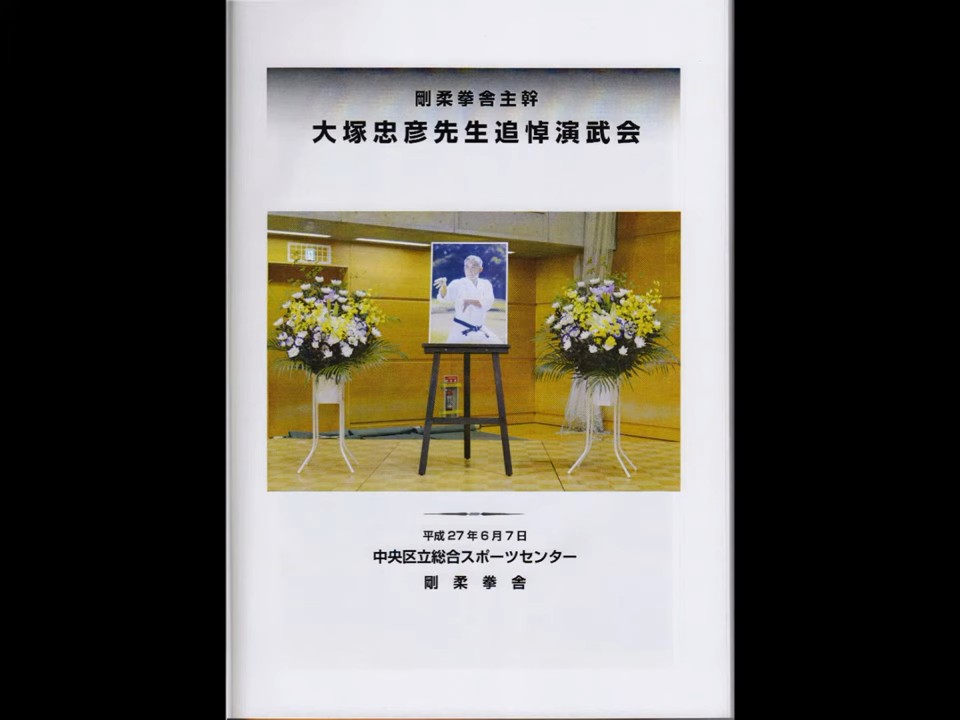 剛柔拳舎主幹
大塚忠彦先生追悼演武会
平成27年6月7日
中央区立総合スポーツセンター
剛柔拳舎